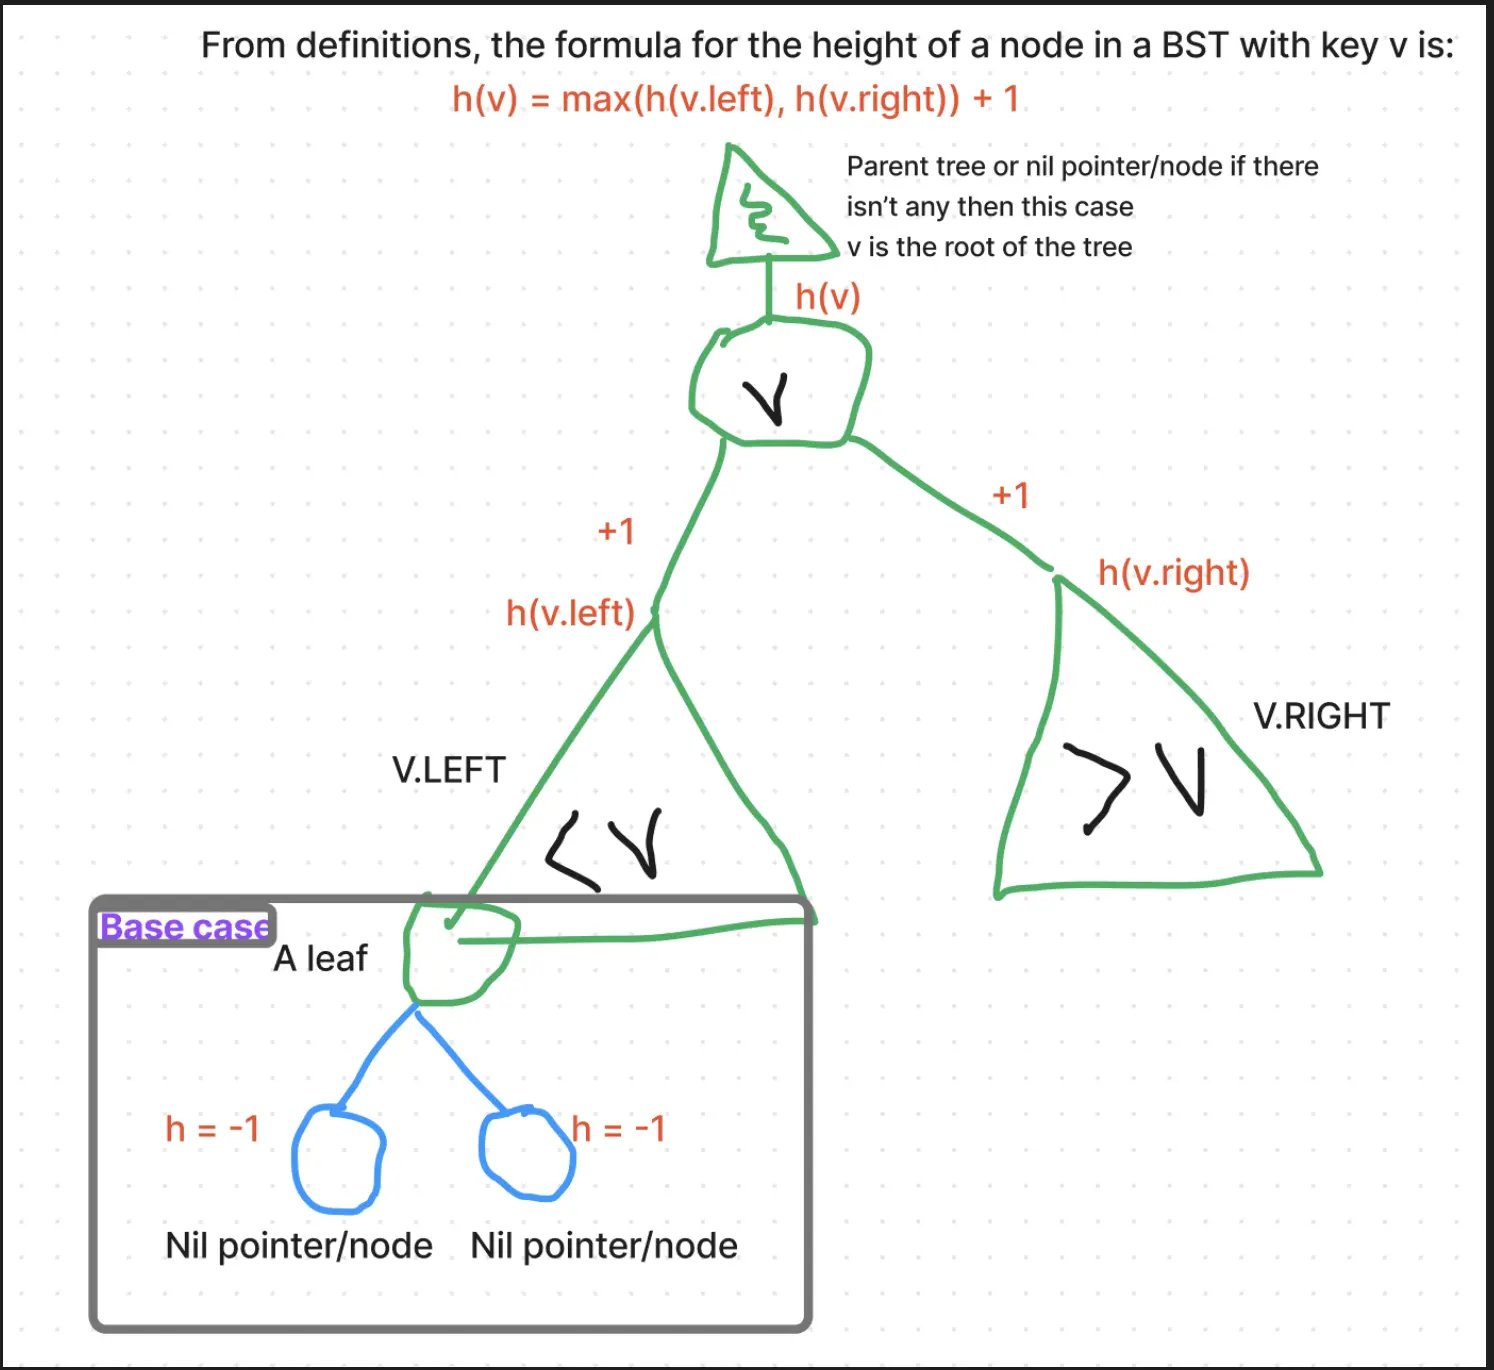 From definitions, the formula for the height of a node in a BST with key v is:
h(v) = max(h(v.left), h(v.right)) + 1
Parent tree or nil pointer/node if there
isn't any then this case
v is the root of the tree
h(v)
v
+1
+1
h(v.left)
h(v.right)
V.LEFT
V.RIGHT
< v
> v
Base case
A leaf
h = -1
h = -1
Nil pointer/node
Nil pointer/node